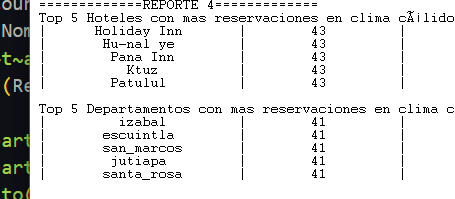 =============REPORTE 4=============
Top 5 Hoteles con mas reservaciones en clima c lido
| Holiday Inn | 43 |
| Hu-nal ye | 43 |
| Pana Inn | 43 |
| Ktuz | 43 |
| Patulul | 43 |
Top 5 Departamentos con mas reservaciones en clima c
| izabal | 41 |
| escuintla | 41 |
| san_marcos | 41 |
| jutiapa | 41 |
| santa_rosa | 41 |
our
Nom
t~a
(Re
art
art
to(